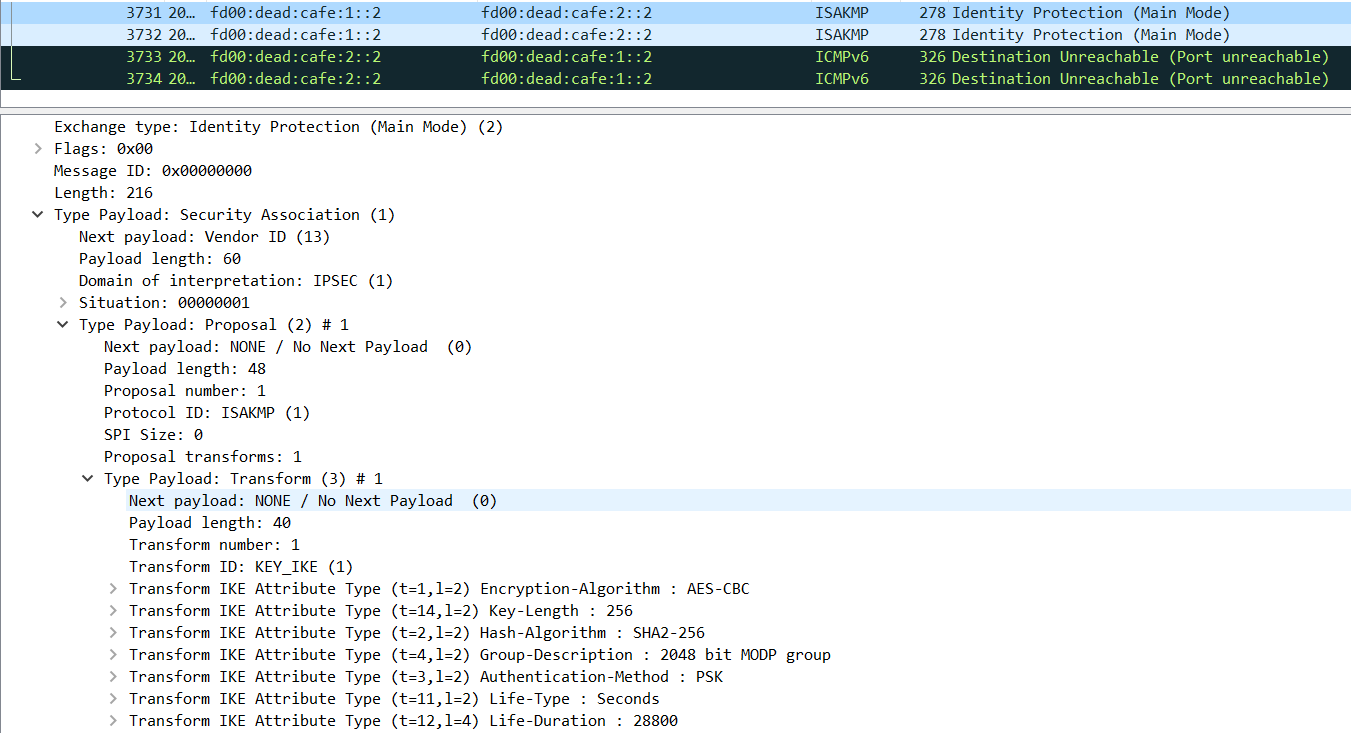 3731 20… fd00:dead:cafe:1::2 fd00:dead:cafe:2::2 ISAKMP 278 Identity Protection (Main Mode)
3732 20… fd00:dead:cafe:1::2 fd00:dead:cafe:2::2 ISAKMP 278 Identity Protection (Main Mode)
3733 20… fd00:dead:cafe:2::2 fd00:dead:cafe:1::2 ICMPv6 326 Destination Unreachable (Port unreachable)
3734 20… fd00:dead:cafe:2::2 fd00:dead:cafe:1::2 ICMPv6 326 Destination Unreachable (Port unreachable)
Exchange type: Identity Protection (Main Mode) (2)
Flags: 0x00
Message ID: 0x00000000
Length: 216
Type Payload: Security Association (1)
Next payload: Vendor ID (13)
Payload length: 60
Domain of interpretation: IPSEC (1)
Situation: 00000001
Type Payload: Proposal (2) # 1
Next payload: NONE / No Next Payload  (0)
Payload length: 48
Proposal number: 1
Protocol ID: ISAKMP (1)
SPI Size: 0
Proposal transforms: 1
Type Payload: Transform (3) # 1
Next payload: NONE / No Next Payload  (0)
Payload length: 40
Transform number: 1
Transform ID: KEY_IKE (1)
Transform IKE Attribute Type (t=1,l=2) Encryption-Algorithm : AES-CBC
Transform IKE Attribute Type (t=14,l=2) Key-Length : 256
Transform IKE Attribute Type (t=2,l=2) Hash-Algorithm : SHA2-256
Transform IKE Attribute Type (t=4,l=2) Group-Description : 2048 bit MODP group
Transform IKE Attribute Type (t=3,l=2) Authentication-Method : PSK
Transform IKE Attribute Type (t=11,l=2) Life-Type : Seconds
Transform IKE Attribute Type (t=12,l=4) Life-Duration : 28800